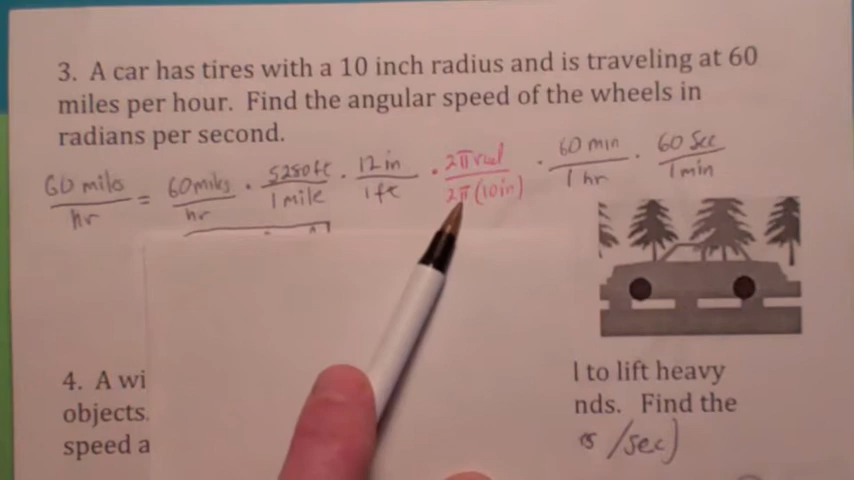 3. A car has tires with a 10 inch radius and is traveling at 60
miles per hour. Find the angular speed of the wheels in
radians per second.
60 miles/hr = 60 miles/hr · 5280 ft/1 mile · 12 in/1 ft · 2π rad/2π(10 in) · 60 min/1 hr · 60 sec/1 min
4. A wi l to lift heavy
objects. nds. Find the
speed a /sec)